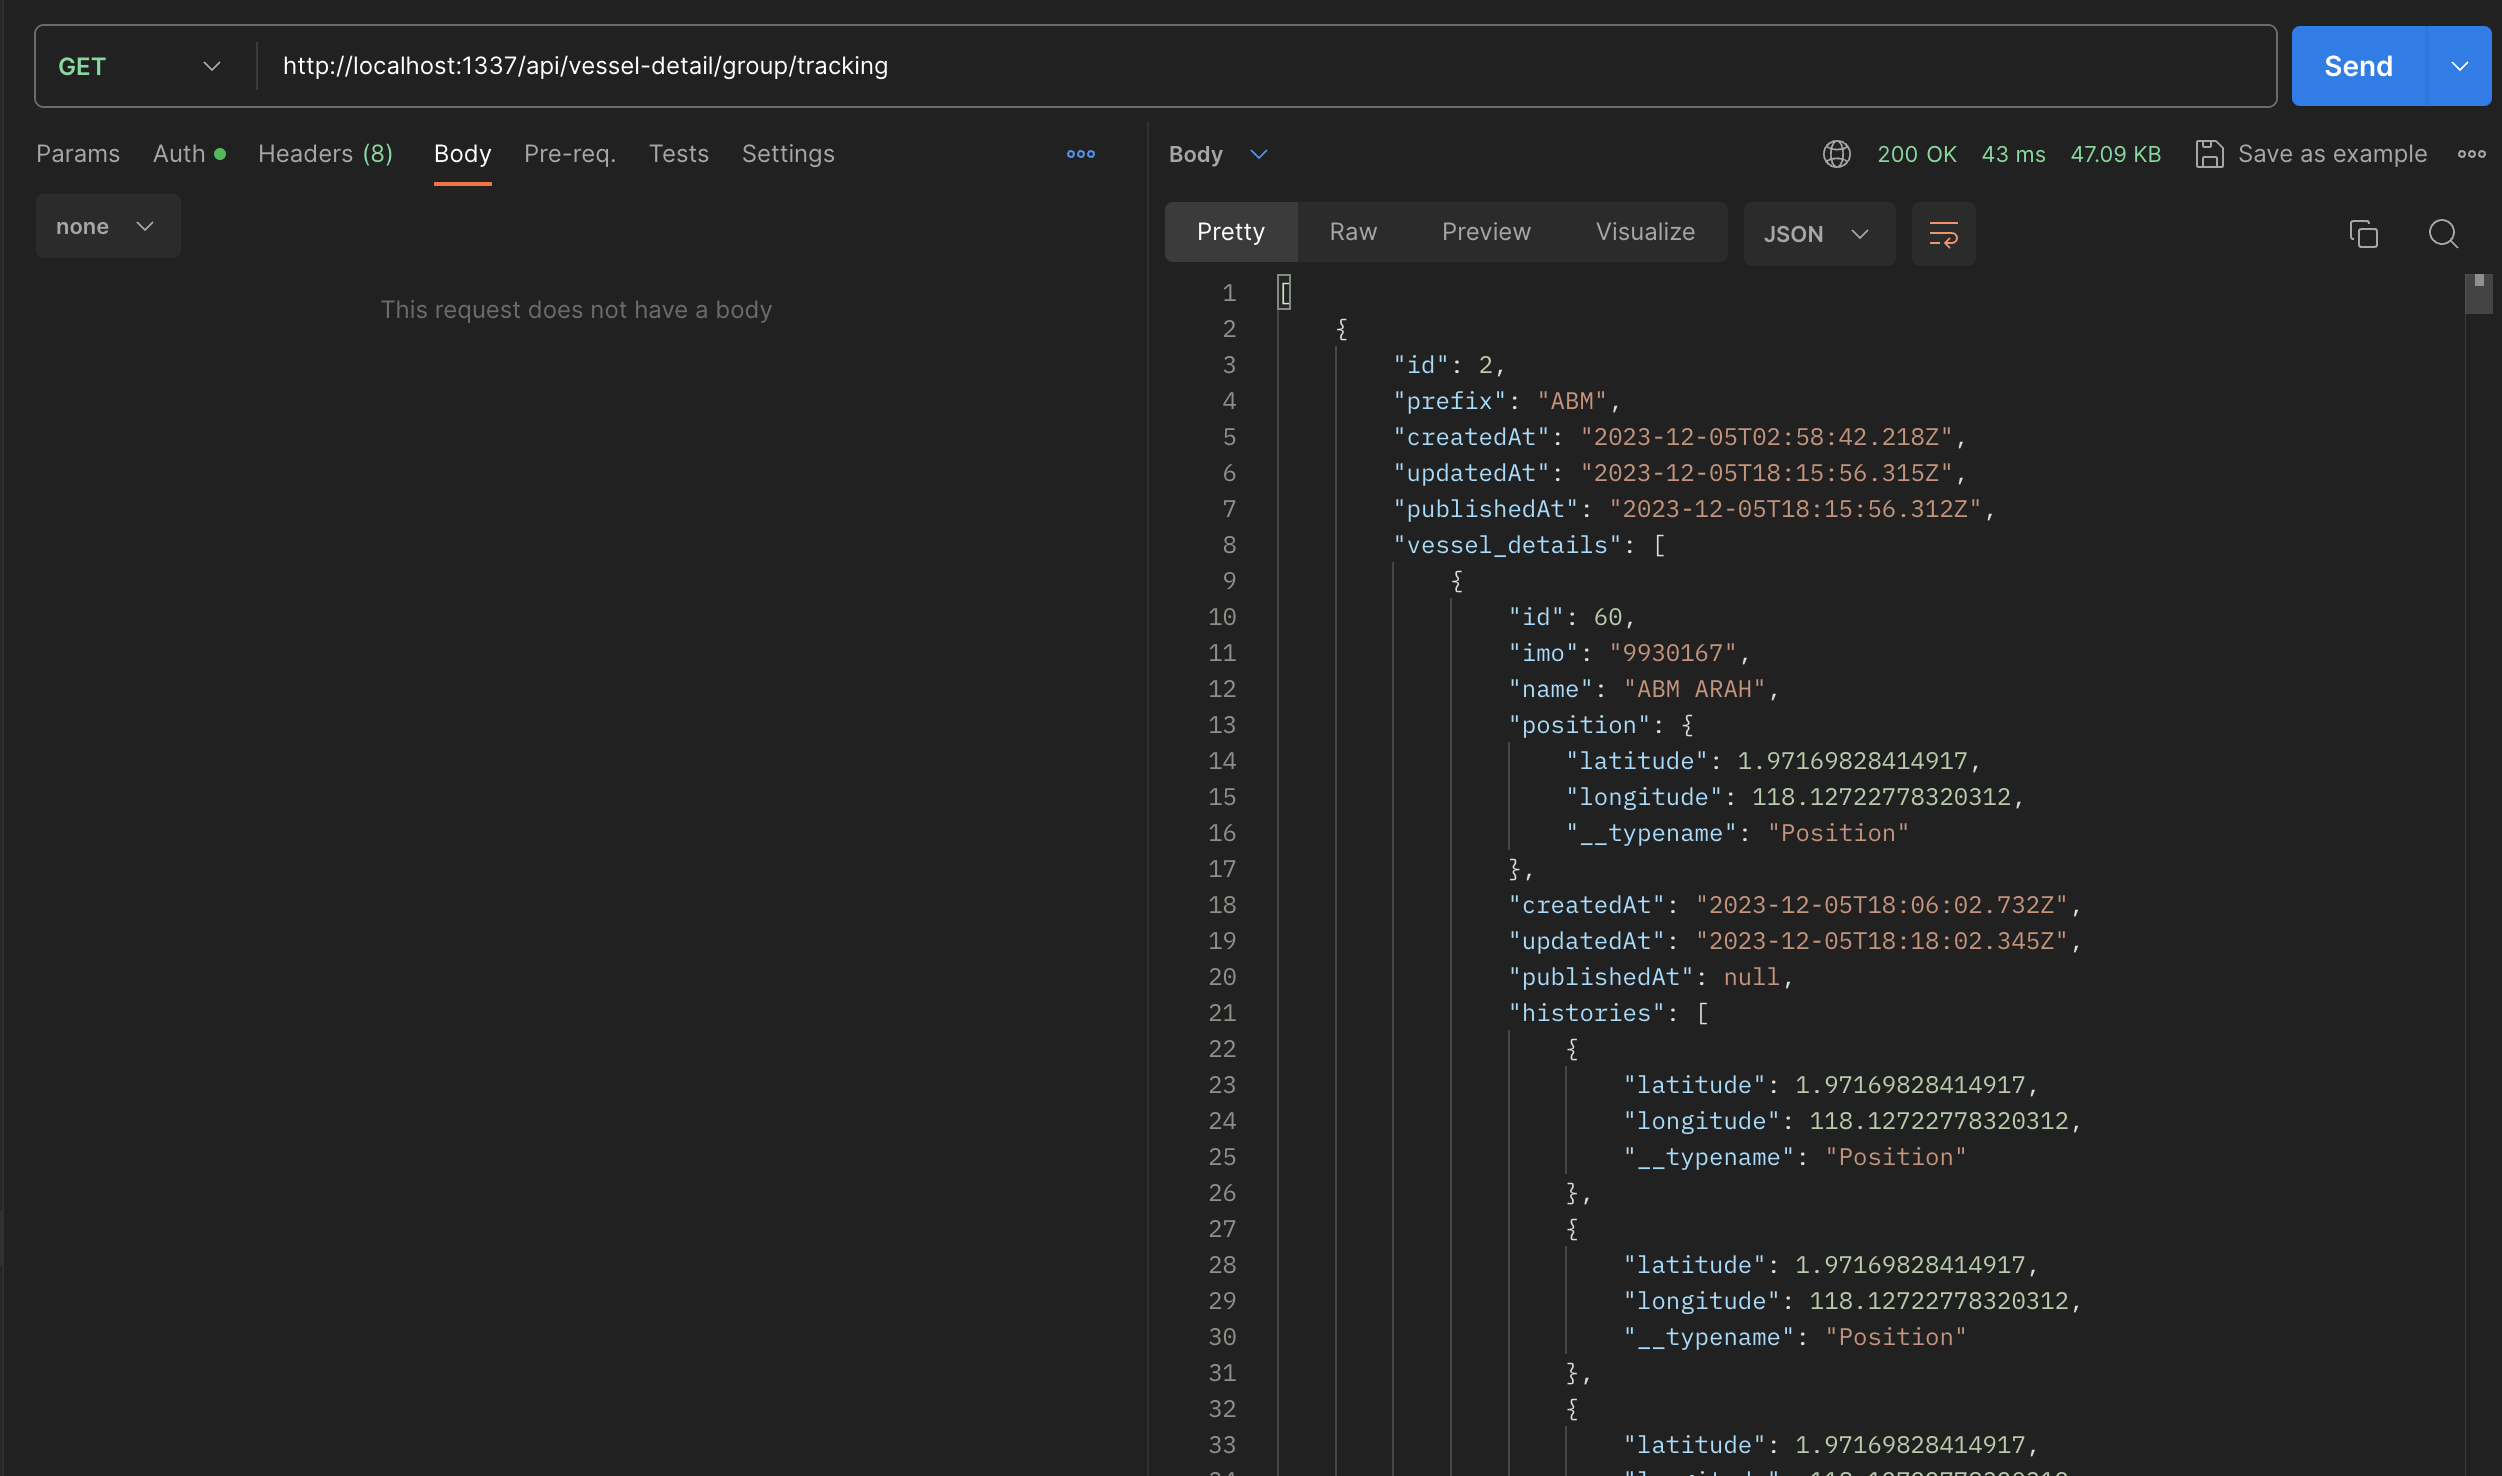 GET http://localhost:1337/api/vessel-detail/group/tracking Send
Params Auth Headers (8) Body Pre-req. Tests Settings
none
This request does not have a body
Body 200 OK 43 ms 47.09 KB Save as example
Pretty Raw Preview Visualize JSON
1 [
2 {
3 "id": 2,
4 "prefix": "ABM",
5 "createdAt": "2023-12-05T02:58:42.218Z",
6 "updatedAt": "2023-12-05T18:15:56.315Z",
7 "publishedAt": "2023-12-05T18:15:56.312Z",
8 "vessel_details": [
9 {
10 "id": 60,
11 "imo": "9930167",
12 "name": "ABM ARAH",
13 "position": {
14 "latitude": 1.97169828414917,
15 "longitude": 118.12722778320312,
16 "__typename": "Position"
17 },
18 "createdAt": "2023-12-05T18:06:02.732Z",
19 "updatedAt": "2023-12-05T18:18:02.345Z",
20 "publishedAt": null,
21 "histories": [
22 {
23 "latitude": 1.97169828414917,
24 "longitude": 118.12722778320312,
25 "__typename": "Position"
26 },
27 {
28 "latitude": 1.97169828414917,
29 "longitude": 118.12722778320312,
30 "__typename": "Position"
31 },
32 {
33 "latitude": 1.97169828414917,